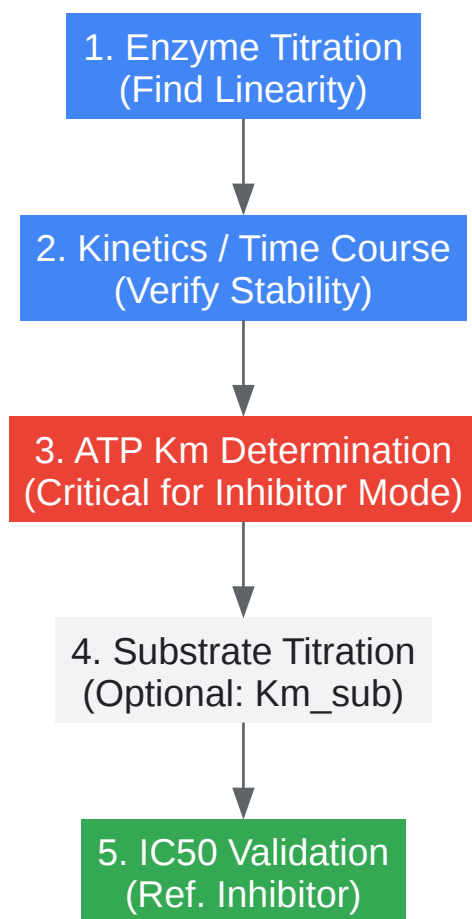 1. Enzyme Titration
(Find Linearity)
2. Kinetics / Time Course
(Verify Stability)
3. ATP Km Determination
(Critical for Inhibitor Mode)
4. Substrate Titration
(Optional: Km_sub)
5. IC50 Validation
(Ref. Inhibitor)